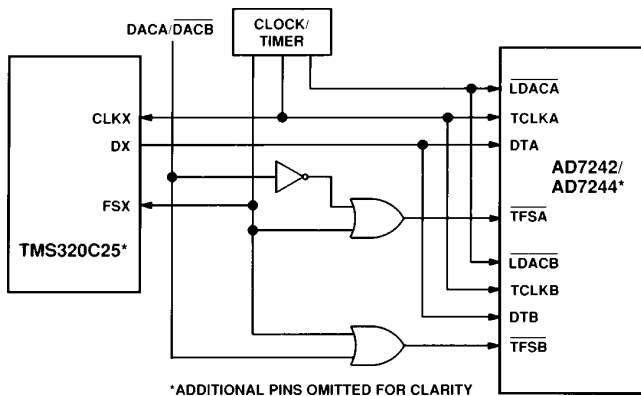 DACA/DACB
CLOCK/
TIMER
CLKX
DX
FSX
TMS320C25*
LDACA
TCLKA
DTA
AD7242/
AD7244*
TFSA
LDACB
TCLKB
DTB
TFSB
*ADDITIONAL PINS OMITTED FOR CLARITY